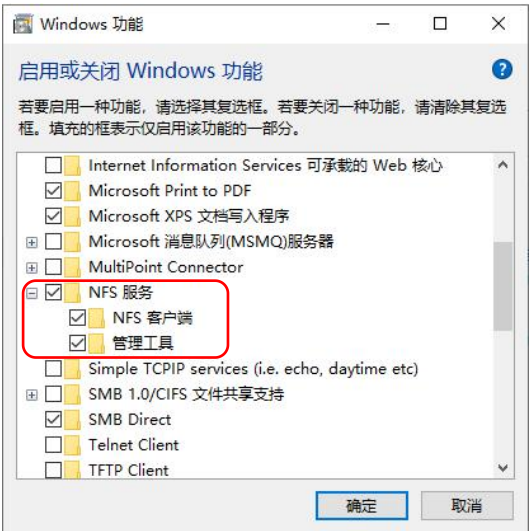 Windows 功能
启用或关闭 Windows 功能
若要启用一种功能，请选择其复选框。若要关闭一种功能，请清除其复选
框。填充的框表示仅启用该功能的一部分。
Internet Information Services 可承载的 Web 核心
Microsoft Print to PDF
Microsoft XPS 文档写入程序
Microsoft 消息队列(MSMQ)服务器
MultiPoint Connector
NFS 服务
NFS 客户端
管理工具
Simple TCPIP services (i.e. echo, daytime etc)
SMB 1.0/CIFS 文件共享支持
SMB Direct
Telnet Client
TFTP Client
确定
取消